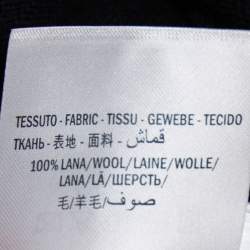 TESSUTO - FABRIC - TISSU - GEWEBE - TECIDO
ТКАНЬ - 表地 - 面料 - قماش
100% LANA/WOOL/LAINE/WOLLE/
LANA/LÃ/ШЕРСТЬ/
毛/羊毛/صوف